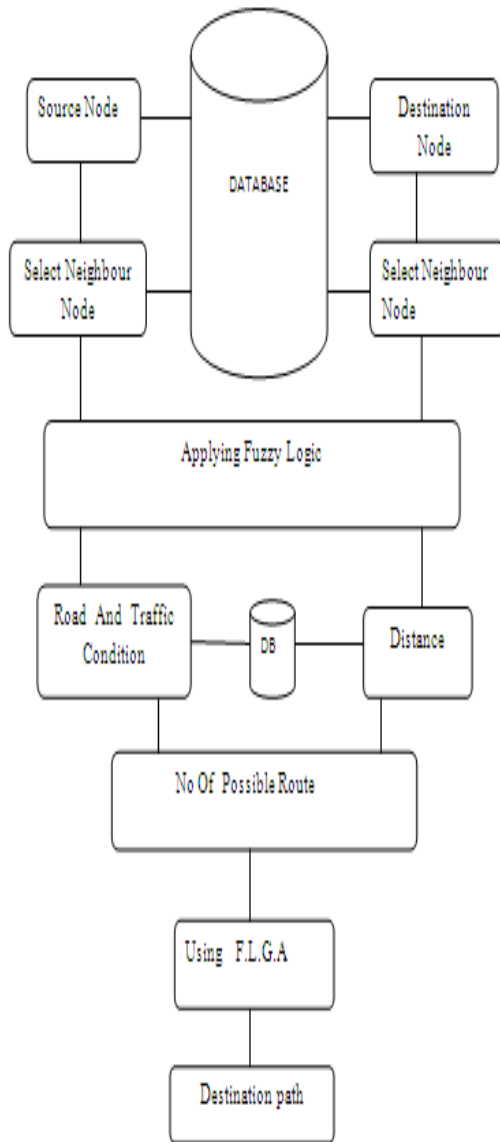 Source Node
DATABASE
Destination
Node
Select Neighbour
Node
Select Neighbour
Node
Applying Fuzzy Logic
Road And Traffic
Condition
DB
Distance
No Of Possible Route
Using F.L.G.A
Destination path